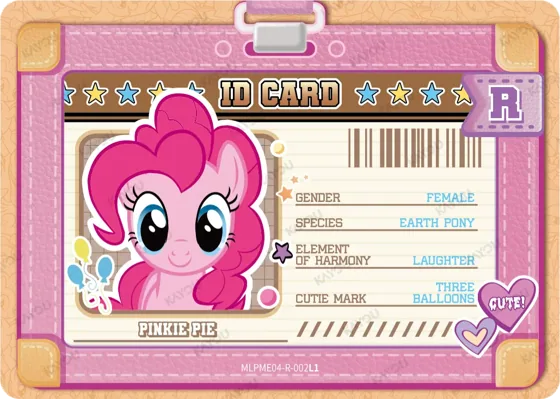 ID CARD
R
GENDER FEMALE
SPECIES EARTH PONY
ELEMENT
OF HARMONY LAUGHTER
THREE
CUTIE MARK BALLOONS
CUTE!
PINKIE PIE
MLPME04-R-002L1
KAYOU